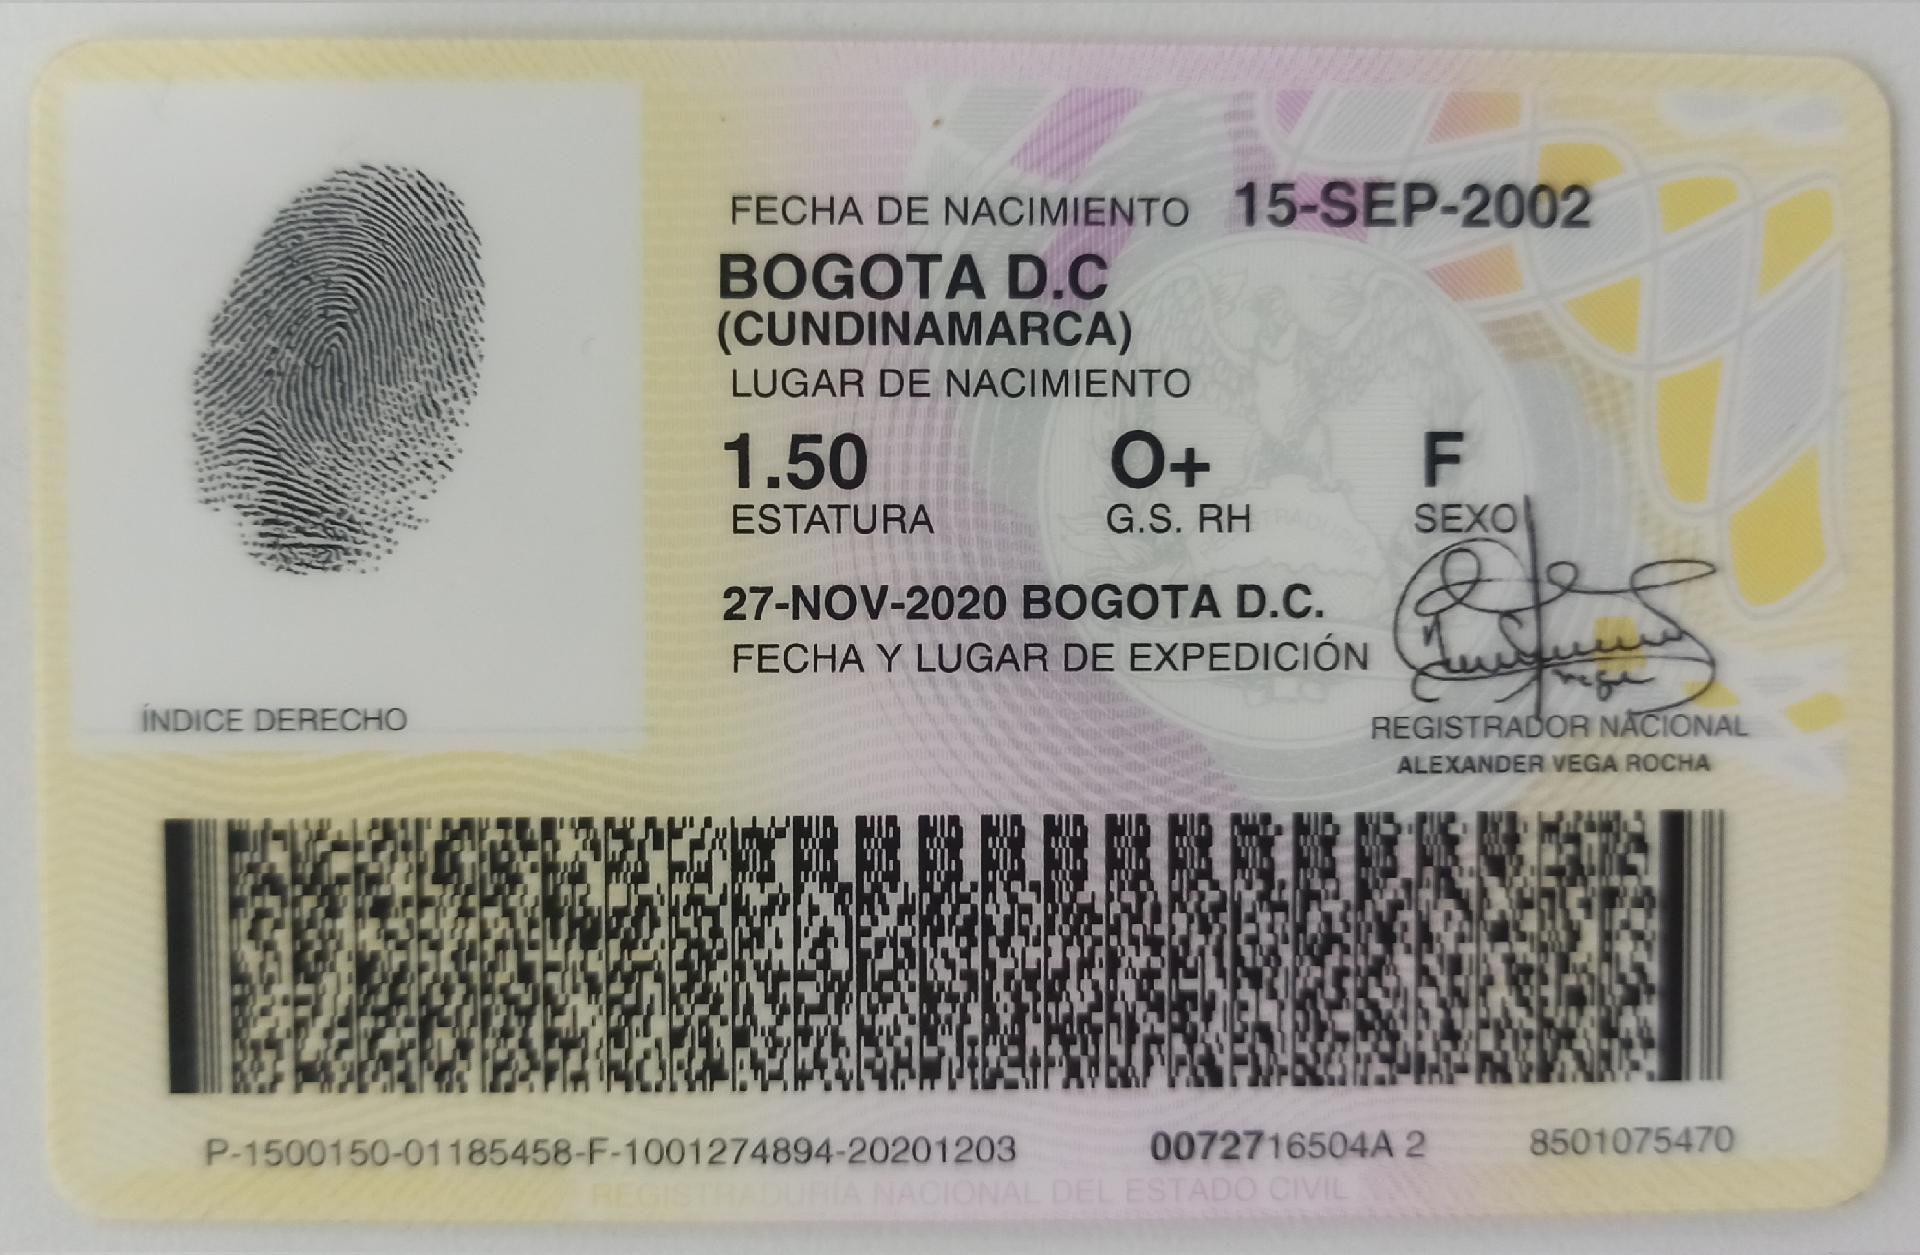 FECHA DE NACIMIENTO 15-SEP-2002
BOGOTA D.C
(CUNDINAMARCA)
LUGAR DE NACIMIENTO
1.50 O+ F
ESTATURA G.S. RH SEXO
27-NOV-2020 BOGOTA D.C.
FECHA Y LUGAR DE EXPEDICIÓN
ÍNDICE DERECHO
REGISTRADOR NACIONAL
ALEXANDER VEGA ROCHA
P-1500150-01185458-F-1001274894-20201203 0072716504A 2 8501075470
REGISTRADURÍA NACIONAL DEL ESTADO CIVIL